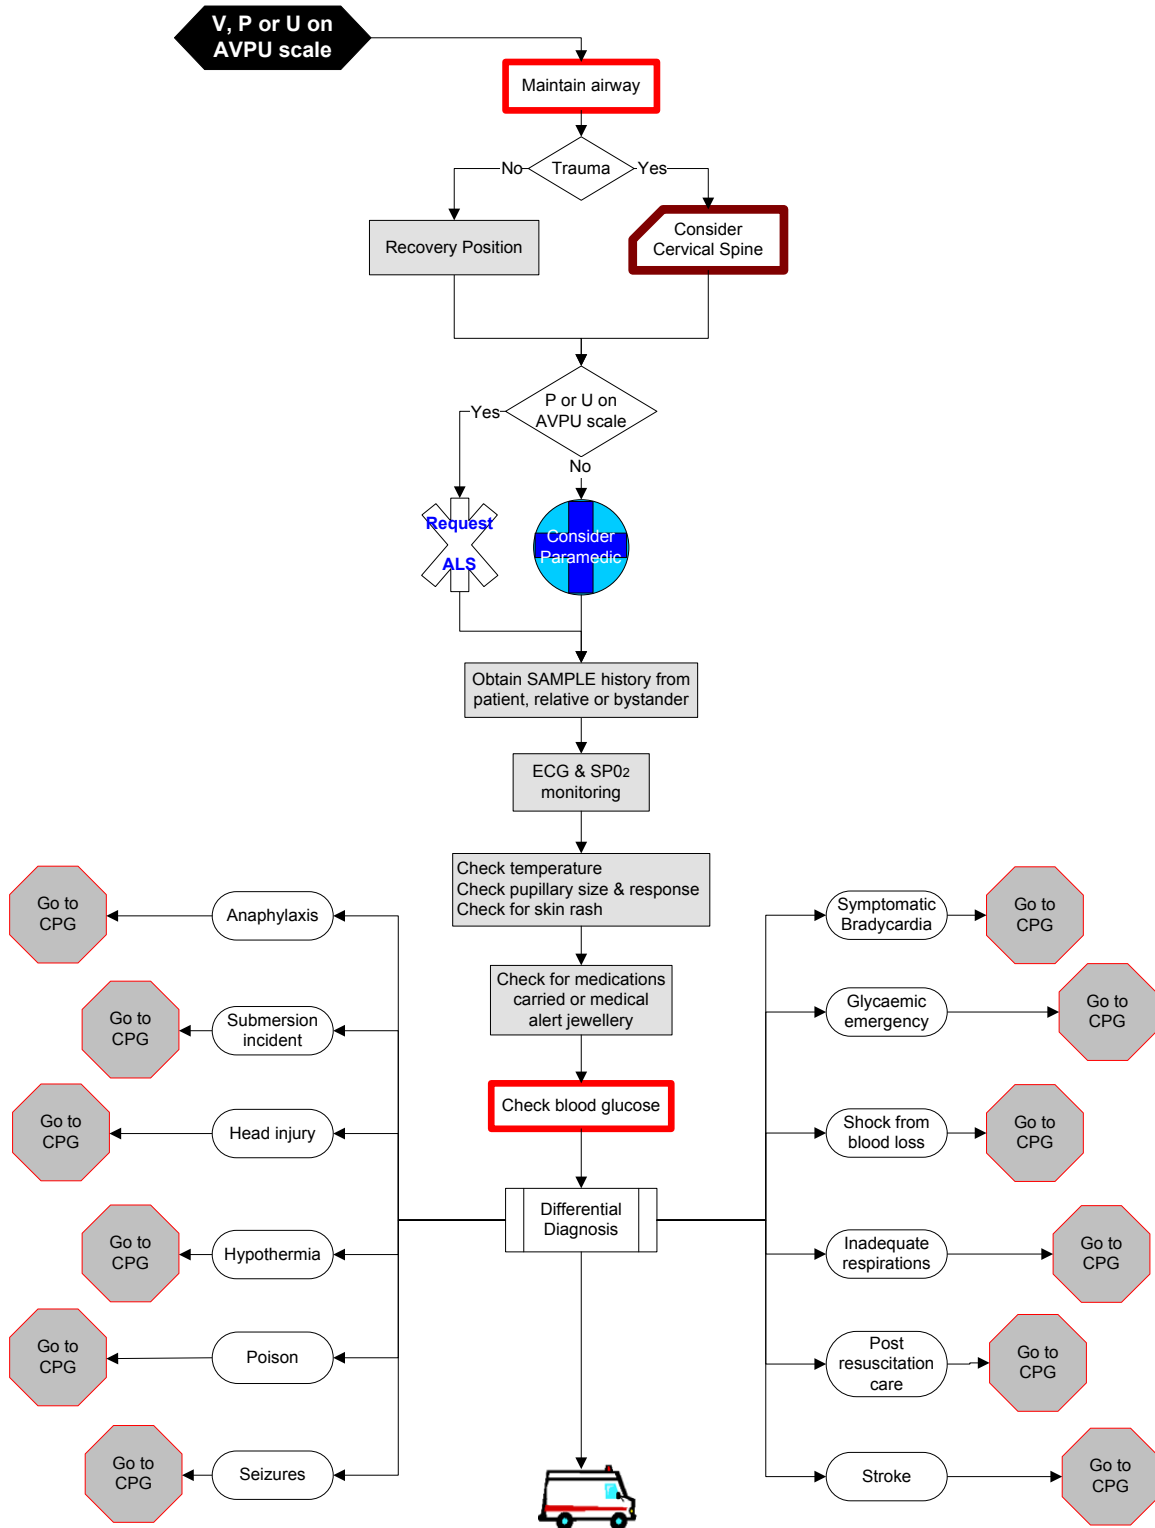 V, P or U on
AVPU scale
Maintain airway
No
Trauma
Yes
Recovery Position
Consider
Cervical Spine
P or U on
AVPU scale
Yes
No
Request
ALS
Consider
Paramedic
Obtain SAMPLE history from
patient, relative or bystander
ECG & SP02
monitoring
Check temperature
Check pupillary size & response
Check for skin rash
Check for medications
carried or medical
alert jewellery
Check blood glucose
Differential
Diagnosis
Anaphylaxis
Go to
CPG
Submersion
incident
Go to
CPG
Head injury
Go to
CPG
Hypothermia
Go to
CPG
Poison
Go to
CPG
Seizures
Go to
CPG
Symptomatic
Bradycardia
Go to
CPG
Glycaemic
emergency
Go to
CPG
Shock from
blood loss
Go to
CPG
Inadequate
respirations
Go to
CPG
Post
resuscitation
care
Go to
CPG
Stroke
Go to
CPG